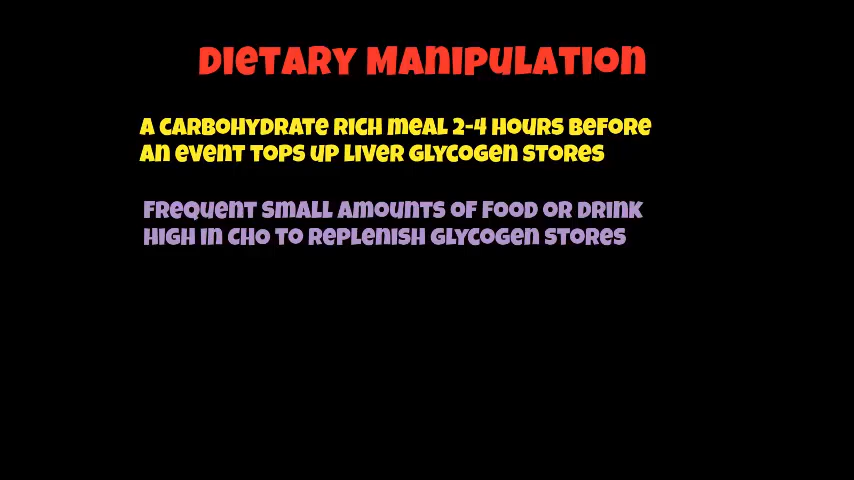 Dietary Manipulation
A carbohydrate rich meal 2-4 hours before
an event tops up liver glycogen stores
Frequent small amounts of food or drink
high in CHO to replenish glycogen stores